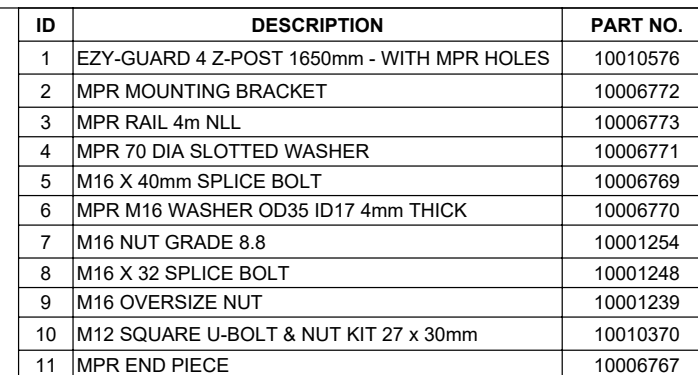 ID DESCRIPTION PART NO.
1 EZY-GUARD 4 Z-POST 1650mm - WITH MPR HOLES 10010576
2 MPR MOUNTING BRACKET 10006772
3 MPR RAIL 4m NLL 10006773
4 MPR 70 DIA SLOTTED WASHER 10006771
5 M16 X 40mm SPLICE BOLT 10006769
6 MPR M16 WASHER OD35 ID17 4mm THICK 10006770
7 M16 NUT GRADE 8.8 10001254
8 M16 X 32 SPLICE BOLT 10001248
9 M16 OVERSIZE NUT 10001239
10 M12 SQUARE U-BOLT & NUT KIT 27 x 30mm 10010370
11 MPR END PIECE 10006767